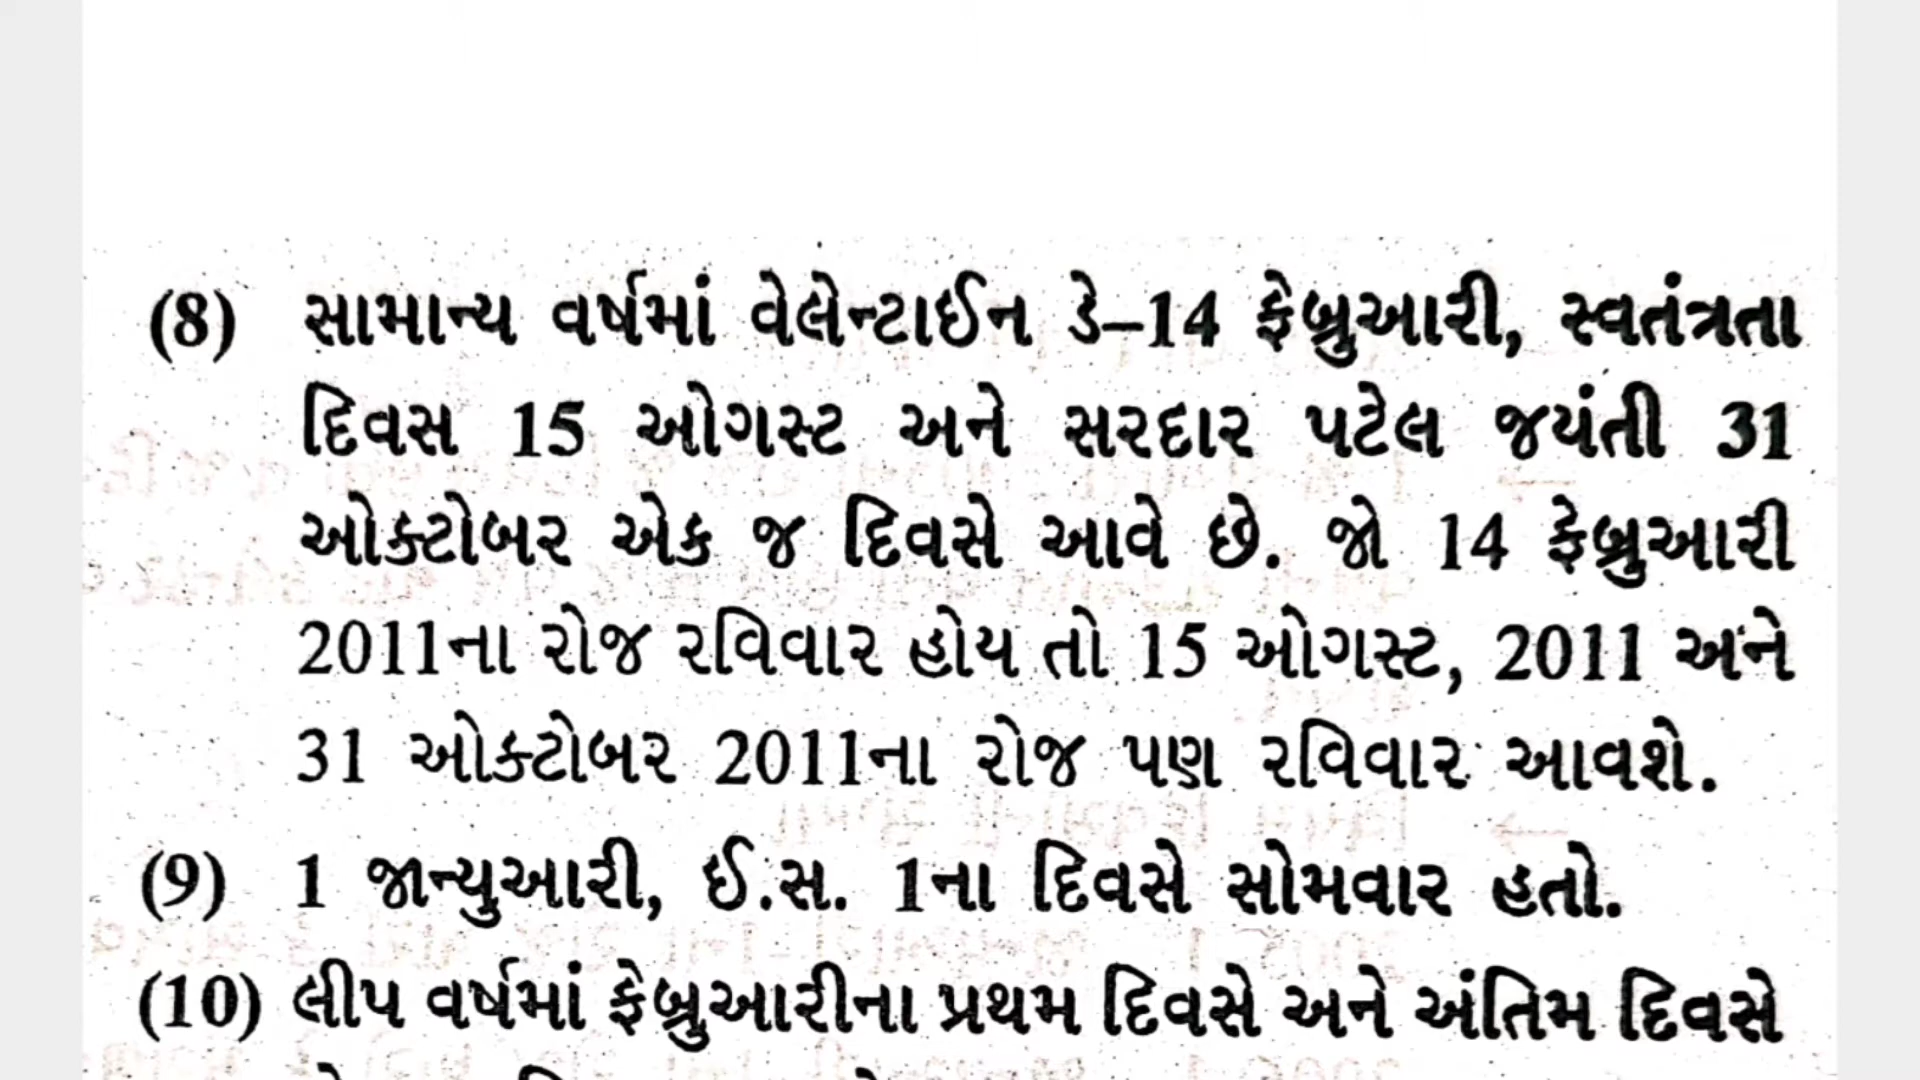 (8) સામાન્ય વર્ષમાં વેલેન્ટાઈન ડે–14 ફેબ્રુઆરી, સ્વતંત્રતા
દિવસ 15 ઓગસ્ટ અને સરદાર પટેલ જયંતી 31
ઓક્ટોબર એક જ દિવસે આવે છે. જો 14 ફેબ્રુઆરી
2011ના રોજ રવિવાર હોય તો 15 ઓગસ્ટ, 2011 અને
31 ઓક્ટોબર 2011ના રોજ પણ રવિવાર આવશે.
(9) 1 જાન્યુઆરી, ઈ.સ. 1ના દિવસે સોમવાર હતો.
(10) લીપ વર્ષમાં ફેબ્રુઆરીના પ્રથમ દિવસે અને અંતિમ દિવસે